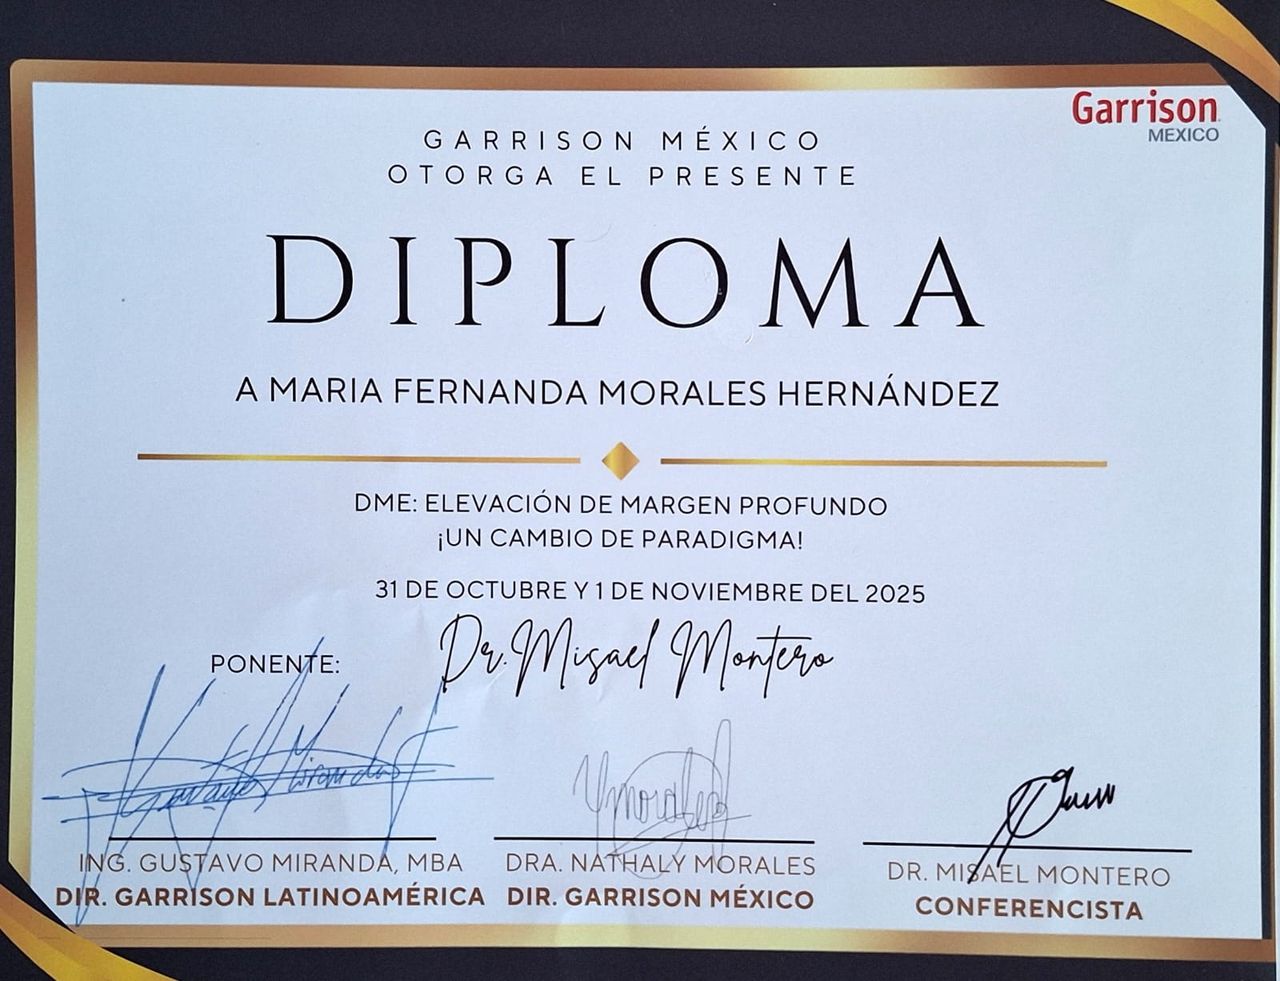 Garrison
MEXICO
GARRISON MÉXICO
OTORGA EL PRESENTE
DIPLOMA
A MARIA FERNANDA MORALES HERNÁNDEZ
DME: ELEVACIÓN DE MARGEN PROFUNDO
¡UN CAMBIO DE PARADIGMA!
31 DE OCTUBRE Y 1 DE NOVIEMBRE DEL 2025
PONENTE: Dr. Misael Montero
ING. GUSTAVO MIRANDA, MBA
DIR. GARRISON LATINOAMÉRICA
DRA. NATHALY MORALES
DIR. GARRISON MÉXICO
DR. MISAEL MONTERO
CONFERENCISTA